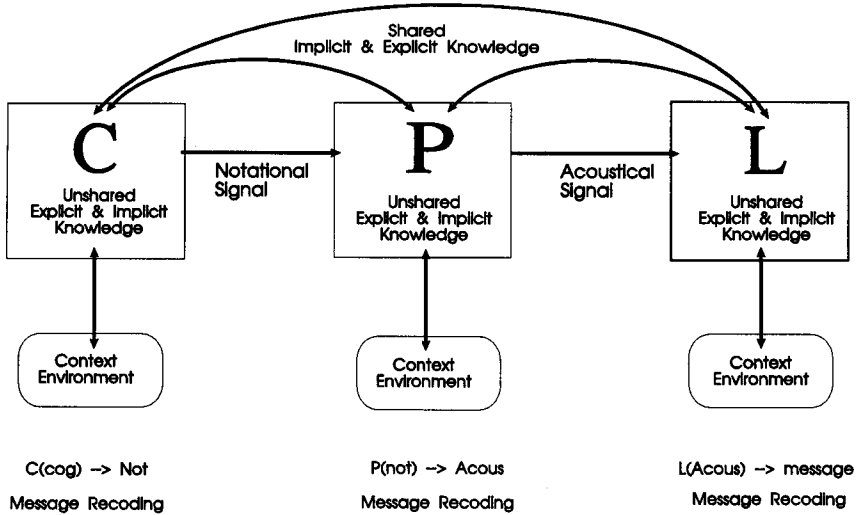 Shared
Implicit & Explicit Knowledge
C
Unshared
Explicit & Implicit
Knowledge
Notational
Signal
P
Unshared
Explicit & Implicit
Knowledge
Acoustical
Signal
L
Unshared
Explicit & Implicit
Knowledge
Context
Environment
Context
Environment
Context
Environment
C(cog) --> Not
Message Recoding
P(not) --> Acous
Message Recoding
L(Acous) --> message
Message Recoding